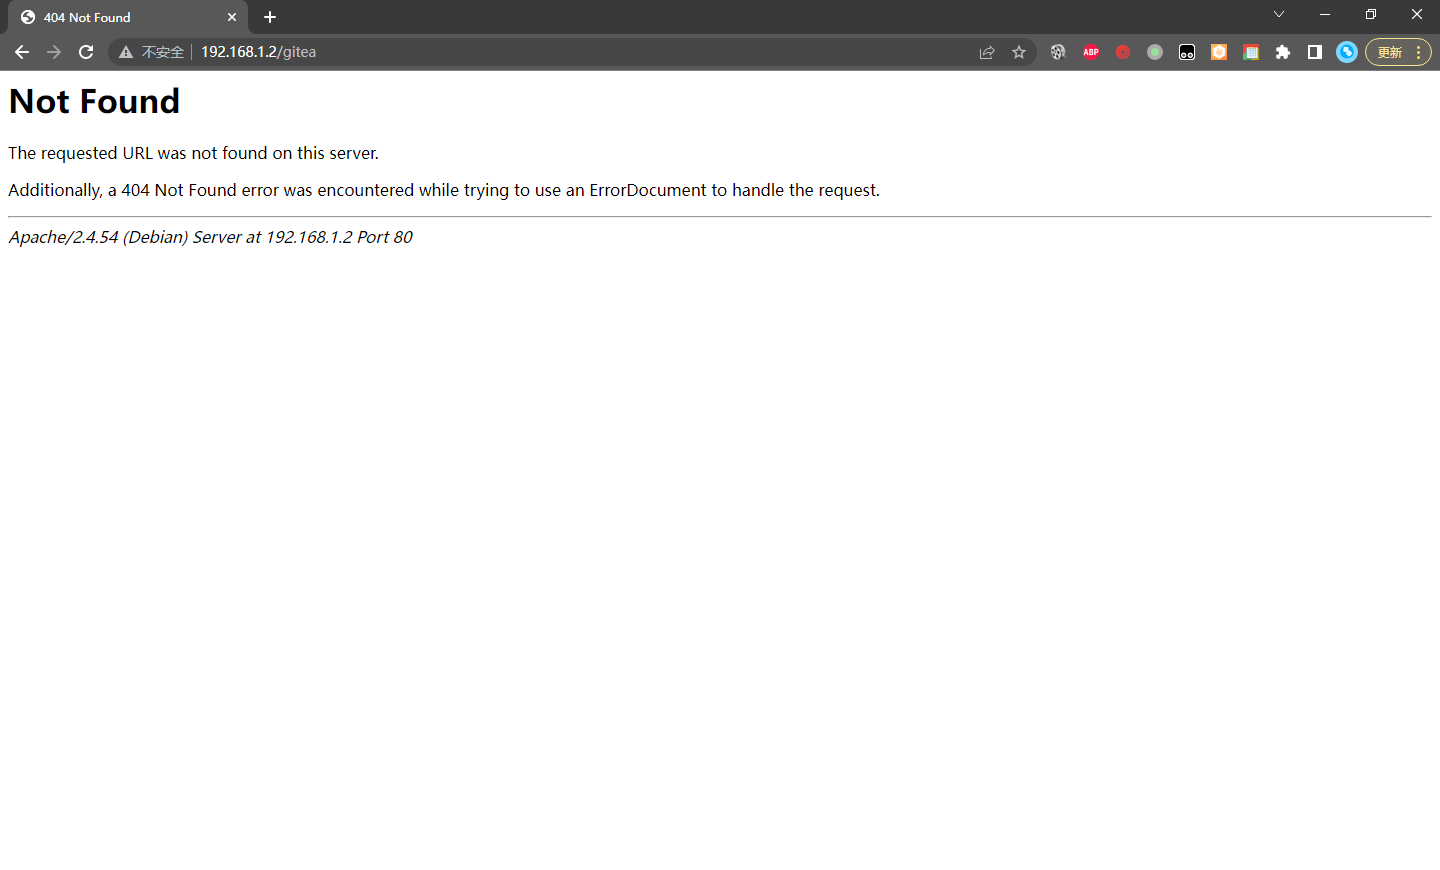 404 Not Found
不安全
192.168.1.2/gitea
ABP
更新
Not Found
The requested URL was not found on this server.
Additionally, a 404 Not Found error was encountered while trying to use an ErrorDocument to handle the request.
Apache/2.4.54 (Debian) Server at 192.168.1.2 Port 80